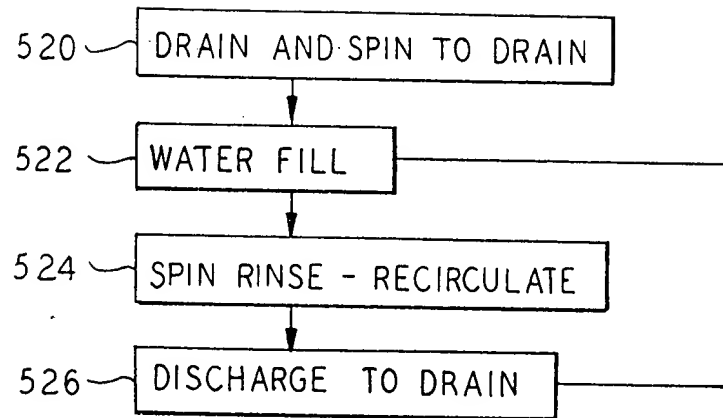 520 DRAIN AND SPIN TO DRAIN
522 WATER FILL
524 SPIN RINSE - RECIRCULATE
526 DISCHARGE TO DRAIN